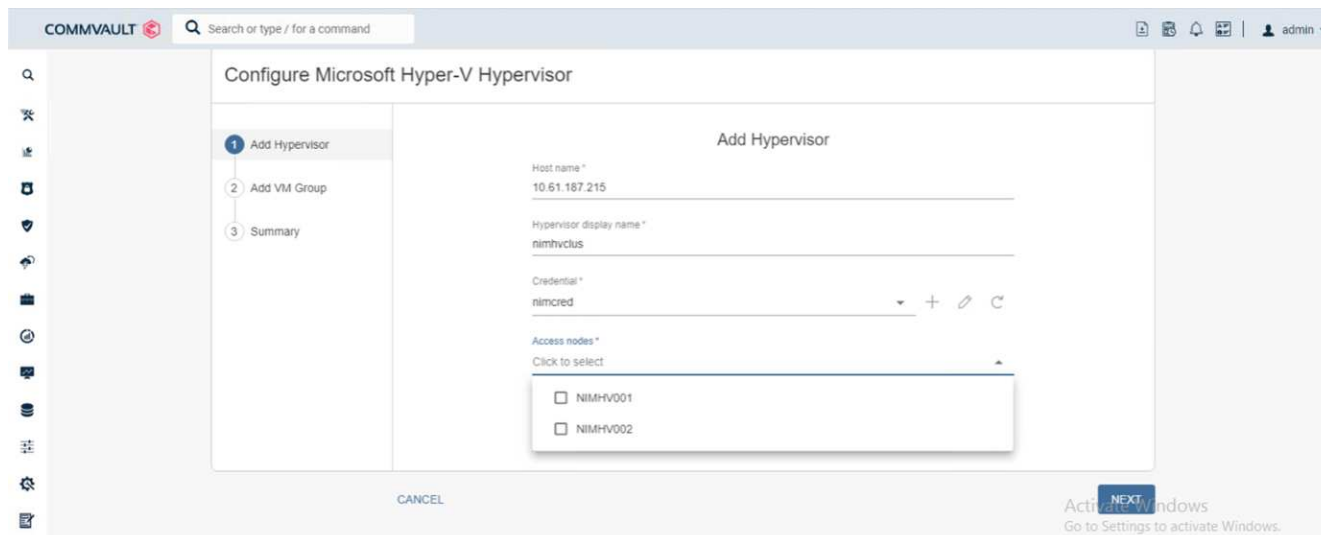 COMMVAULT
Search or type / for a command
admin
Configure Microsoft Hyper-V Hypervisor
1 Add Hypervisor
2 Add VM Group
3 Summary
Add Hypervisor
Host name *
10.61.187.215
Hypervisor display name *
nimhvclus
Credential *
nimcred
Access nodes *
Click to select
NIMHV001
NIMHV002
CANCEL
NEXT
Activate Windows
Go to Settings to activate Windows.